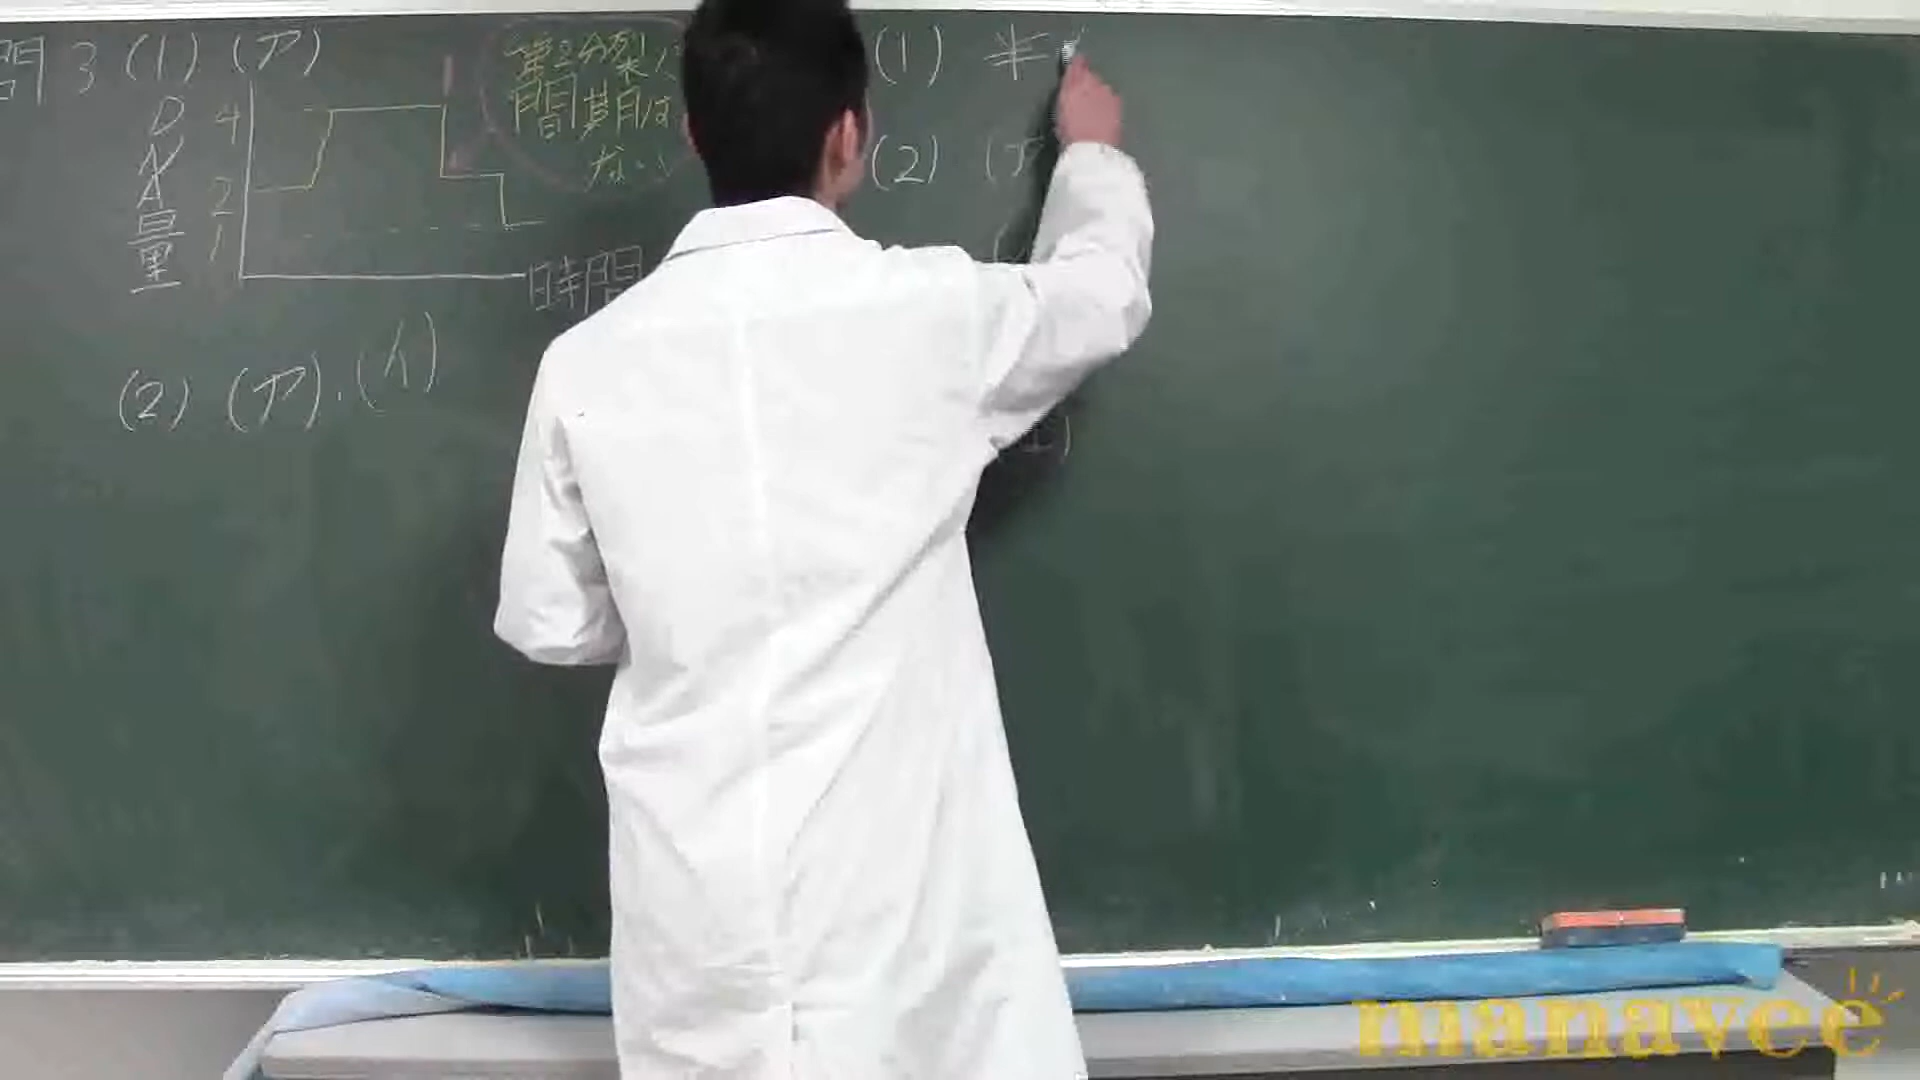 問3 (1) (ア)
DNA量
4
2
1
時間
第2分裂
間期は
ない
(2) (ア).(イ)
(1) 半
(2) (ア
manavee